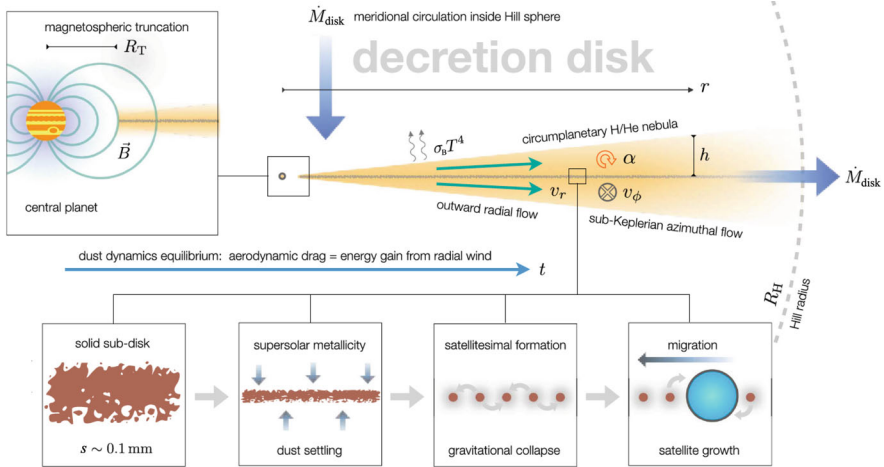 magnetospheric truncation
R_T
\vec{B}
central planet
Ṁ_disk
meridional circulation inside Hill sphere
decretion disk
r
σ_B T^4
circumplanetary H/He nebula
α
h
v_r
v_ϕ
Ṁ_disk
outward radial flow
sub-Keplerian azimuthal flow
R_H
Hill radius
dust dynamics equilibrium: aerodynamic drag = energy gain from radial wind
t
solid sub-disk
s ~ 0.1 mm
supersolar metallicity
dust settling
satellitesimal formation
gravitational collapse
migration
satellite growth